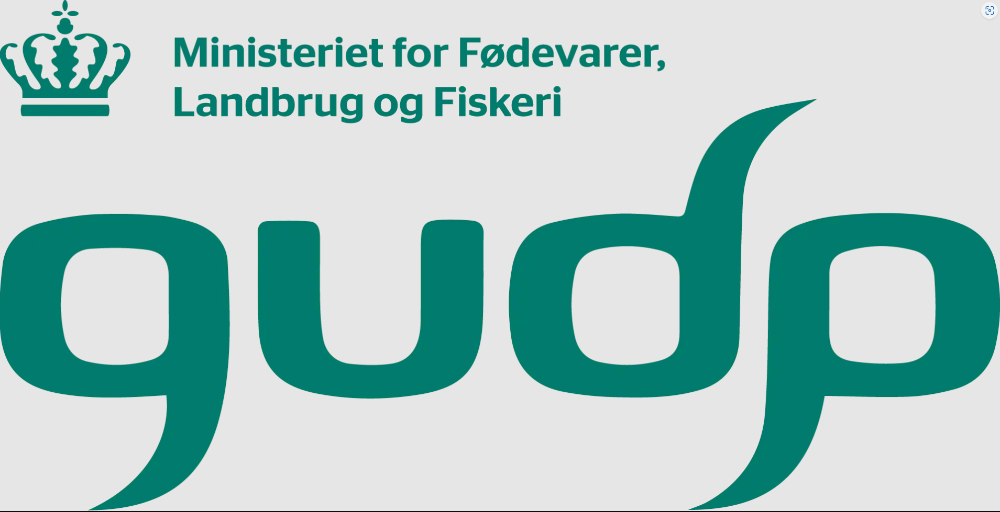 Ministeriet for Fødevarer,
Landbrug og Fiskeri
gudp